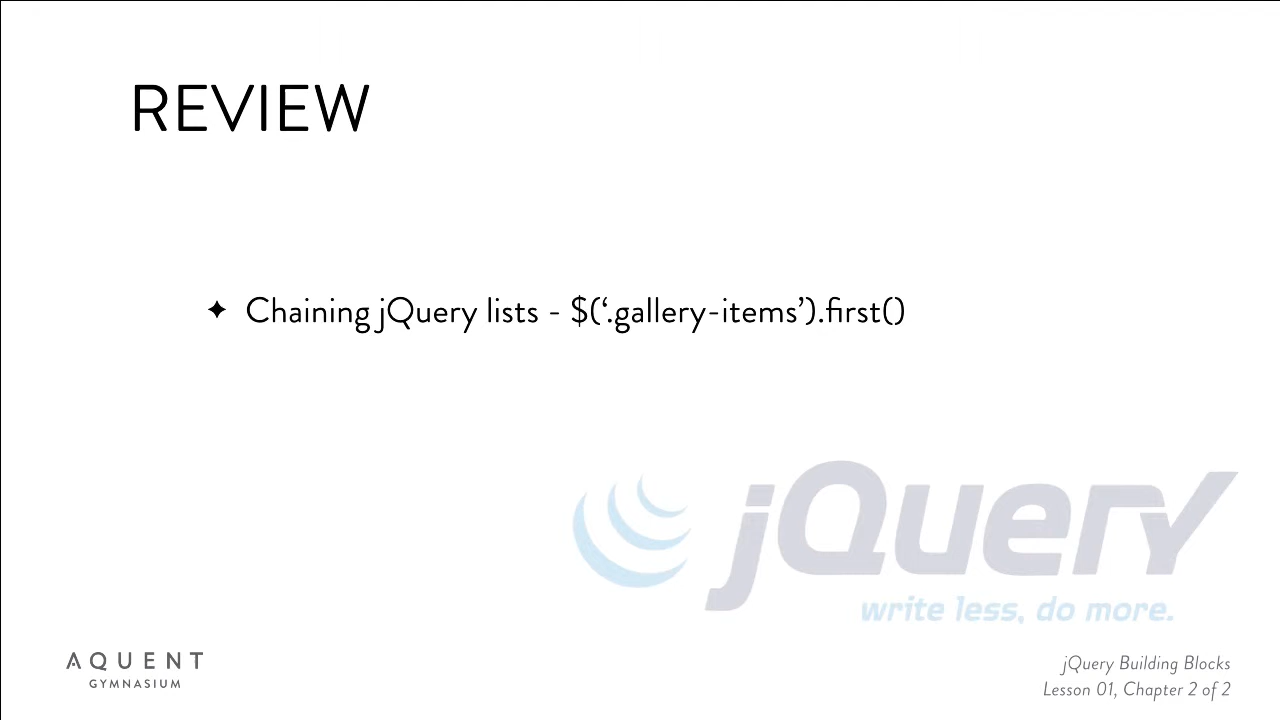 REVIEW
✦ Chaining jQuery lists - $(‘.gallery-items’).first()
jQuery
write less, do more.
AQUENT
GYMNASIUM
jQuery Building Blocks
Lesson 01, Chapter 2 of 2